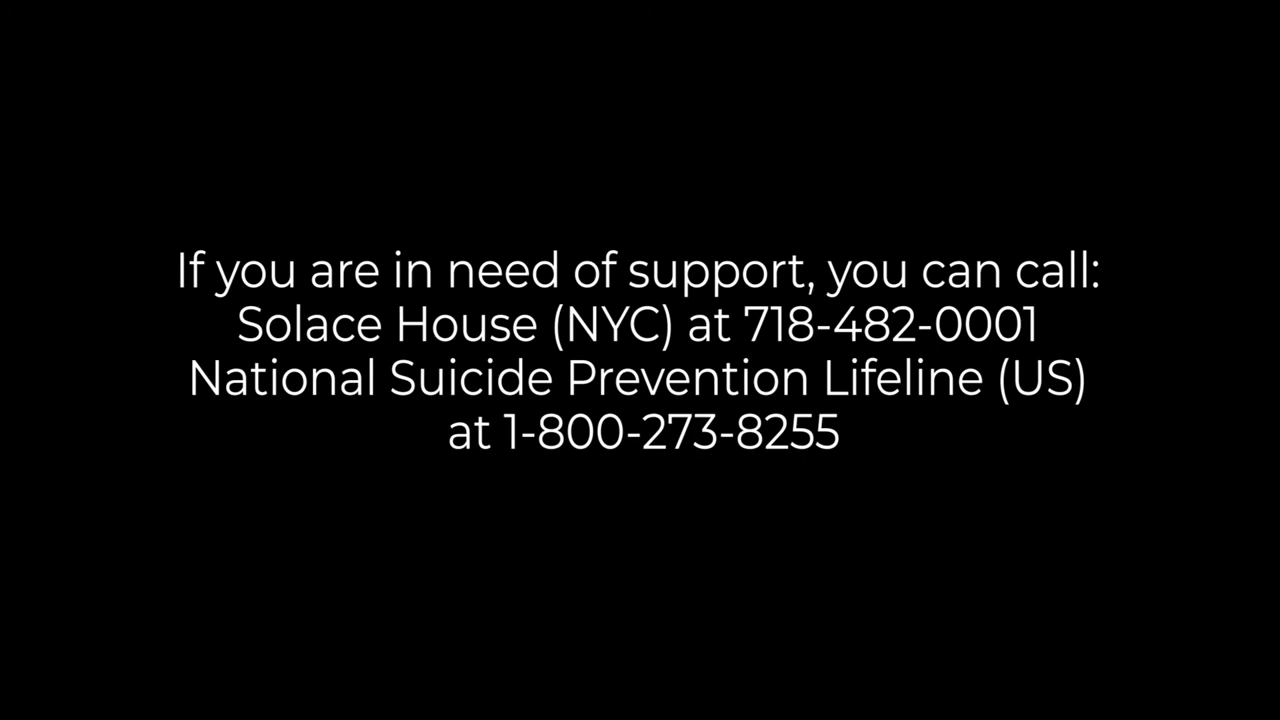 If you are in need of support, you can call:
Solace House (NYC) at 718-482-0001
National Suicide Prevention Lifeline (US)
at 1-800-273-8255